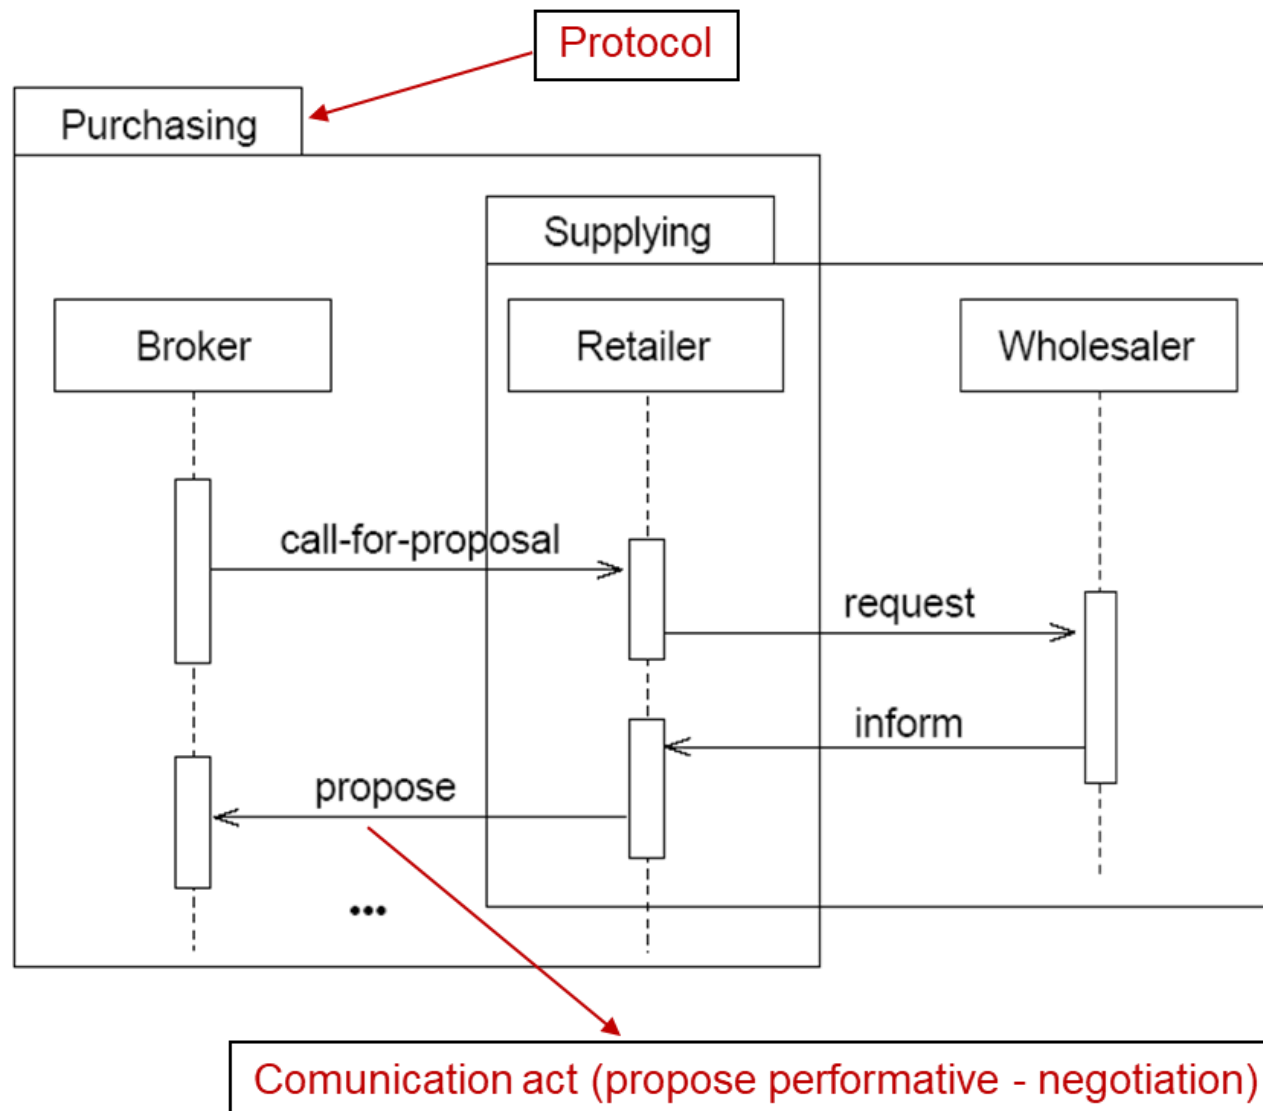 Protocol
Purchasing
Supplying
Broker
Retailer
Wholesaler
call-for-proposal
request
inform
propose
...
Comunication act (propose performative - negotiation)